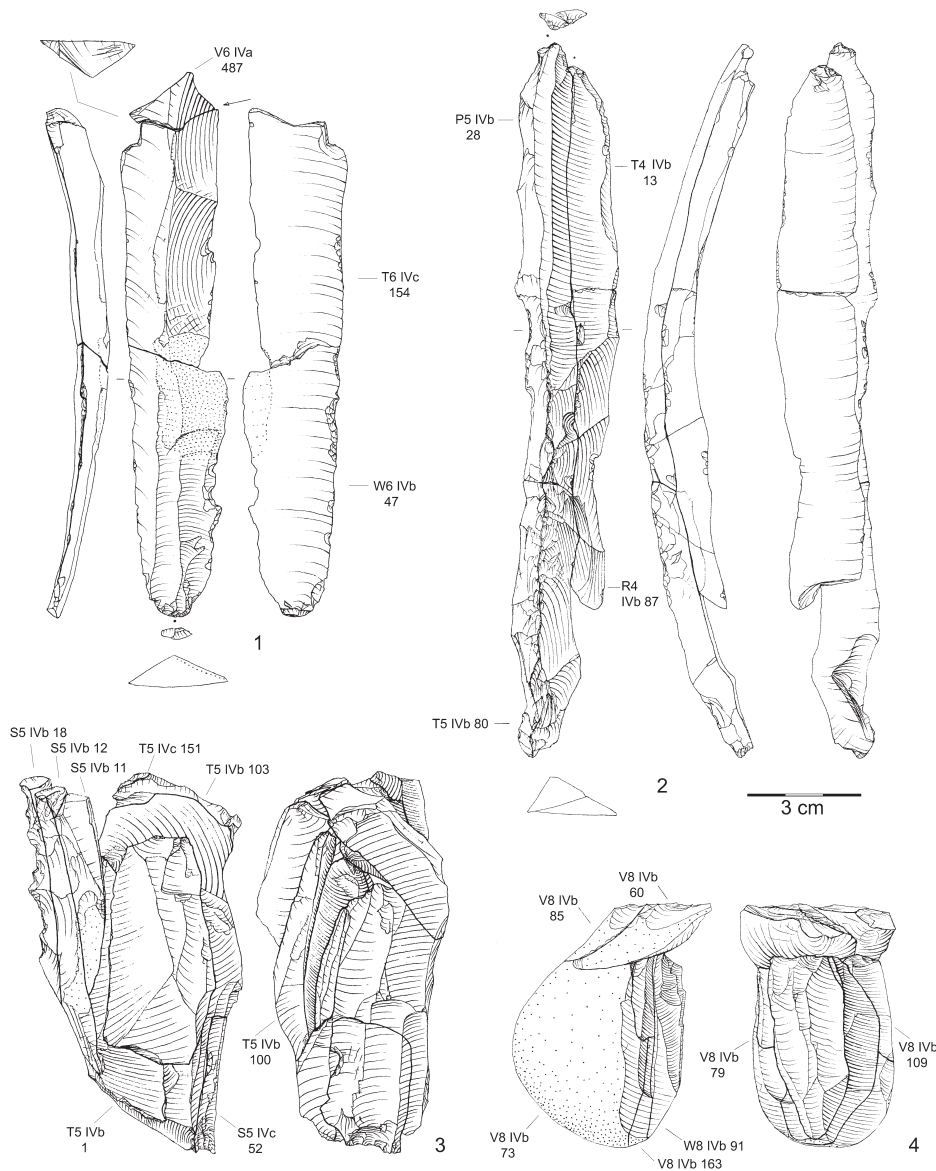 V6 IVa
487
T6 IVc
154
W6 IVb
47
1
P5 IVb
28
T4 IVb
13
R4
IVb 87
T5 IVb 80
2
3 cm
S5 IVb 18
S5 IVb 12
S5 IVb 11
T5 IVc 151
T5 IVb 103
T5 IVb
100
T5 IVb
1
S5 IVc
52
3
V8 IVb
60
V8 IVb
85
V8 IVb
79
V8 IVb
109
V8 IVb
73
W8 IVb 91
V8 IVb 163
4